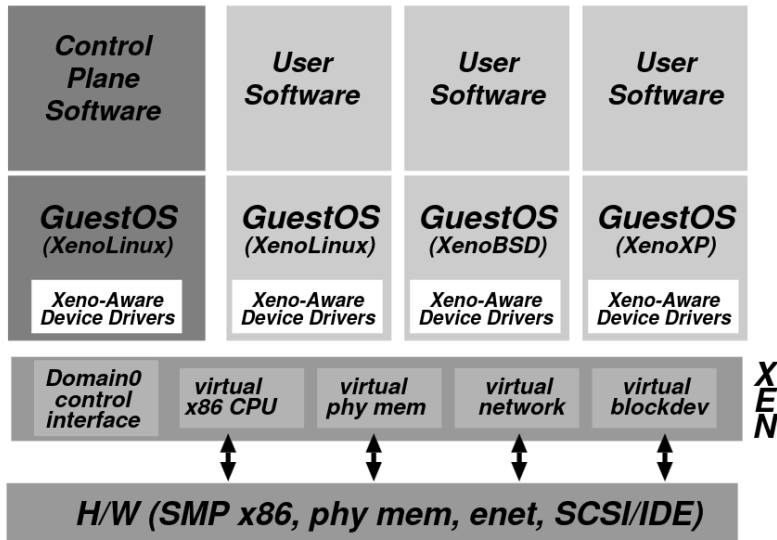 Control
Plane
Software
User
Software
User
Software
User
Software
GuestOS
(XenoLinux)
Xeno-Aware
Device Drivers
GuestOS
(XenoLinux)
Xeno-Aware
Device Drivers
GuestOS
(XenoBSD)
Xeno-Aware
Device Drivers
GuestOS
(XenoXP)
Xeno-Aware
Device Drivers
Domain0
control
interface
virtual
x86 CPU
virtual
phy mem
virtual
network
virtual
blockdev
X
E
N
H/W (SMP x86, phy mem, enet, SCSI/IDE)